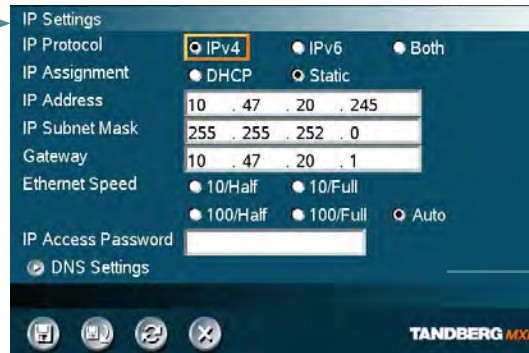 IP Settings
IP Protocol IPv4 IPv6 Both
IP Assignment DHCP Static
IP Address 10 . 47 . 20 . 245
IP Subnet Mask 255 . 255 . 252 . 0
Gateway 10 . 47 . 20 . 1
Ethernet Speed 10/Half 10/Full
100/Half 100/Full Auto
IP Access Password
DNS Settings
TANDBERG MXP